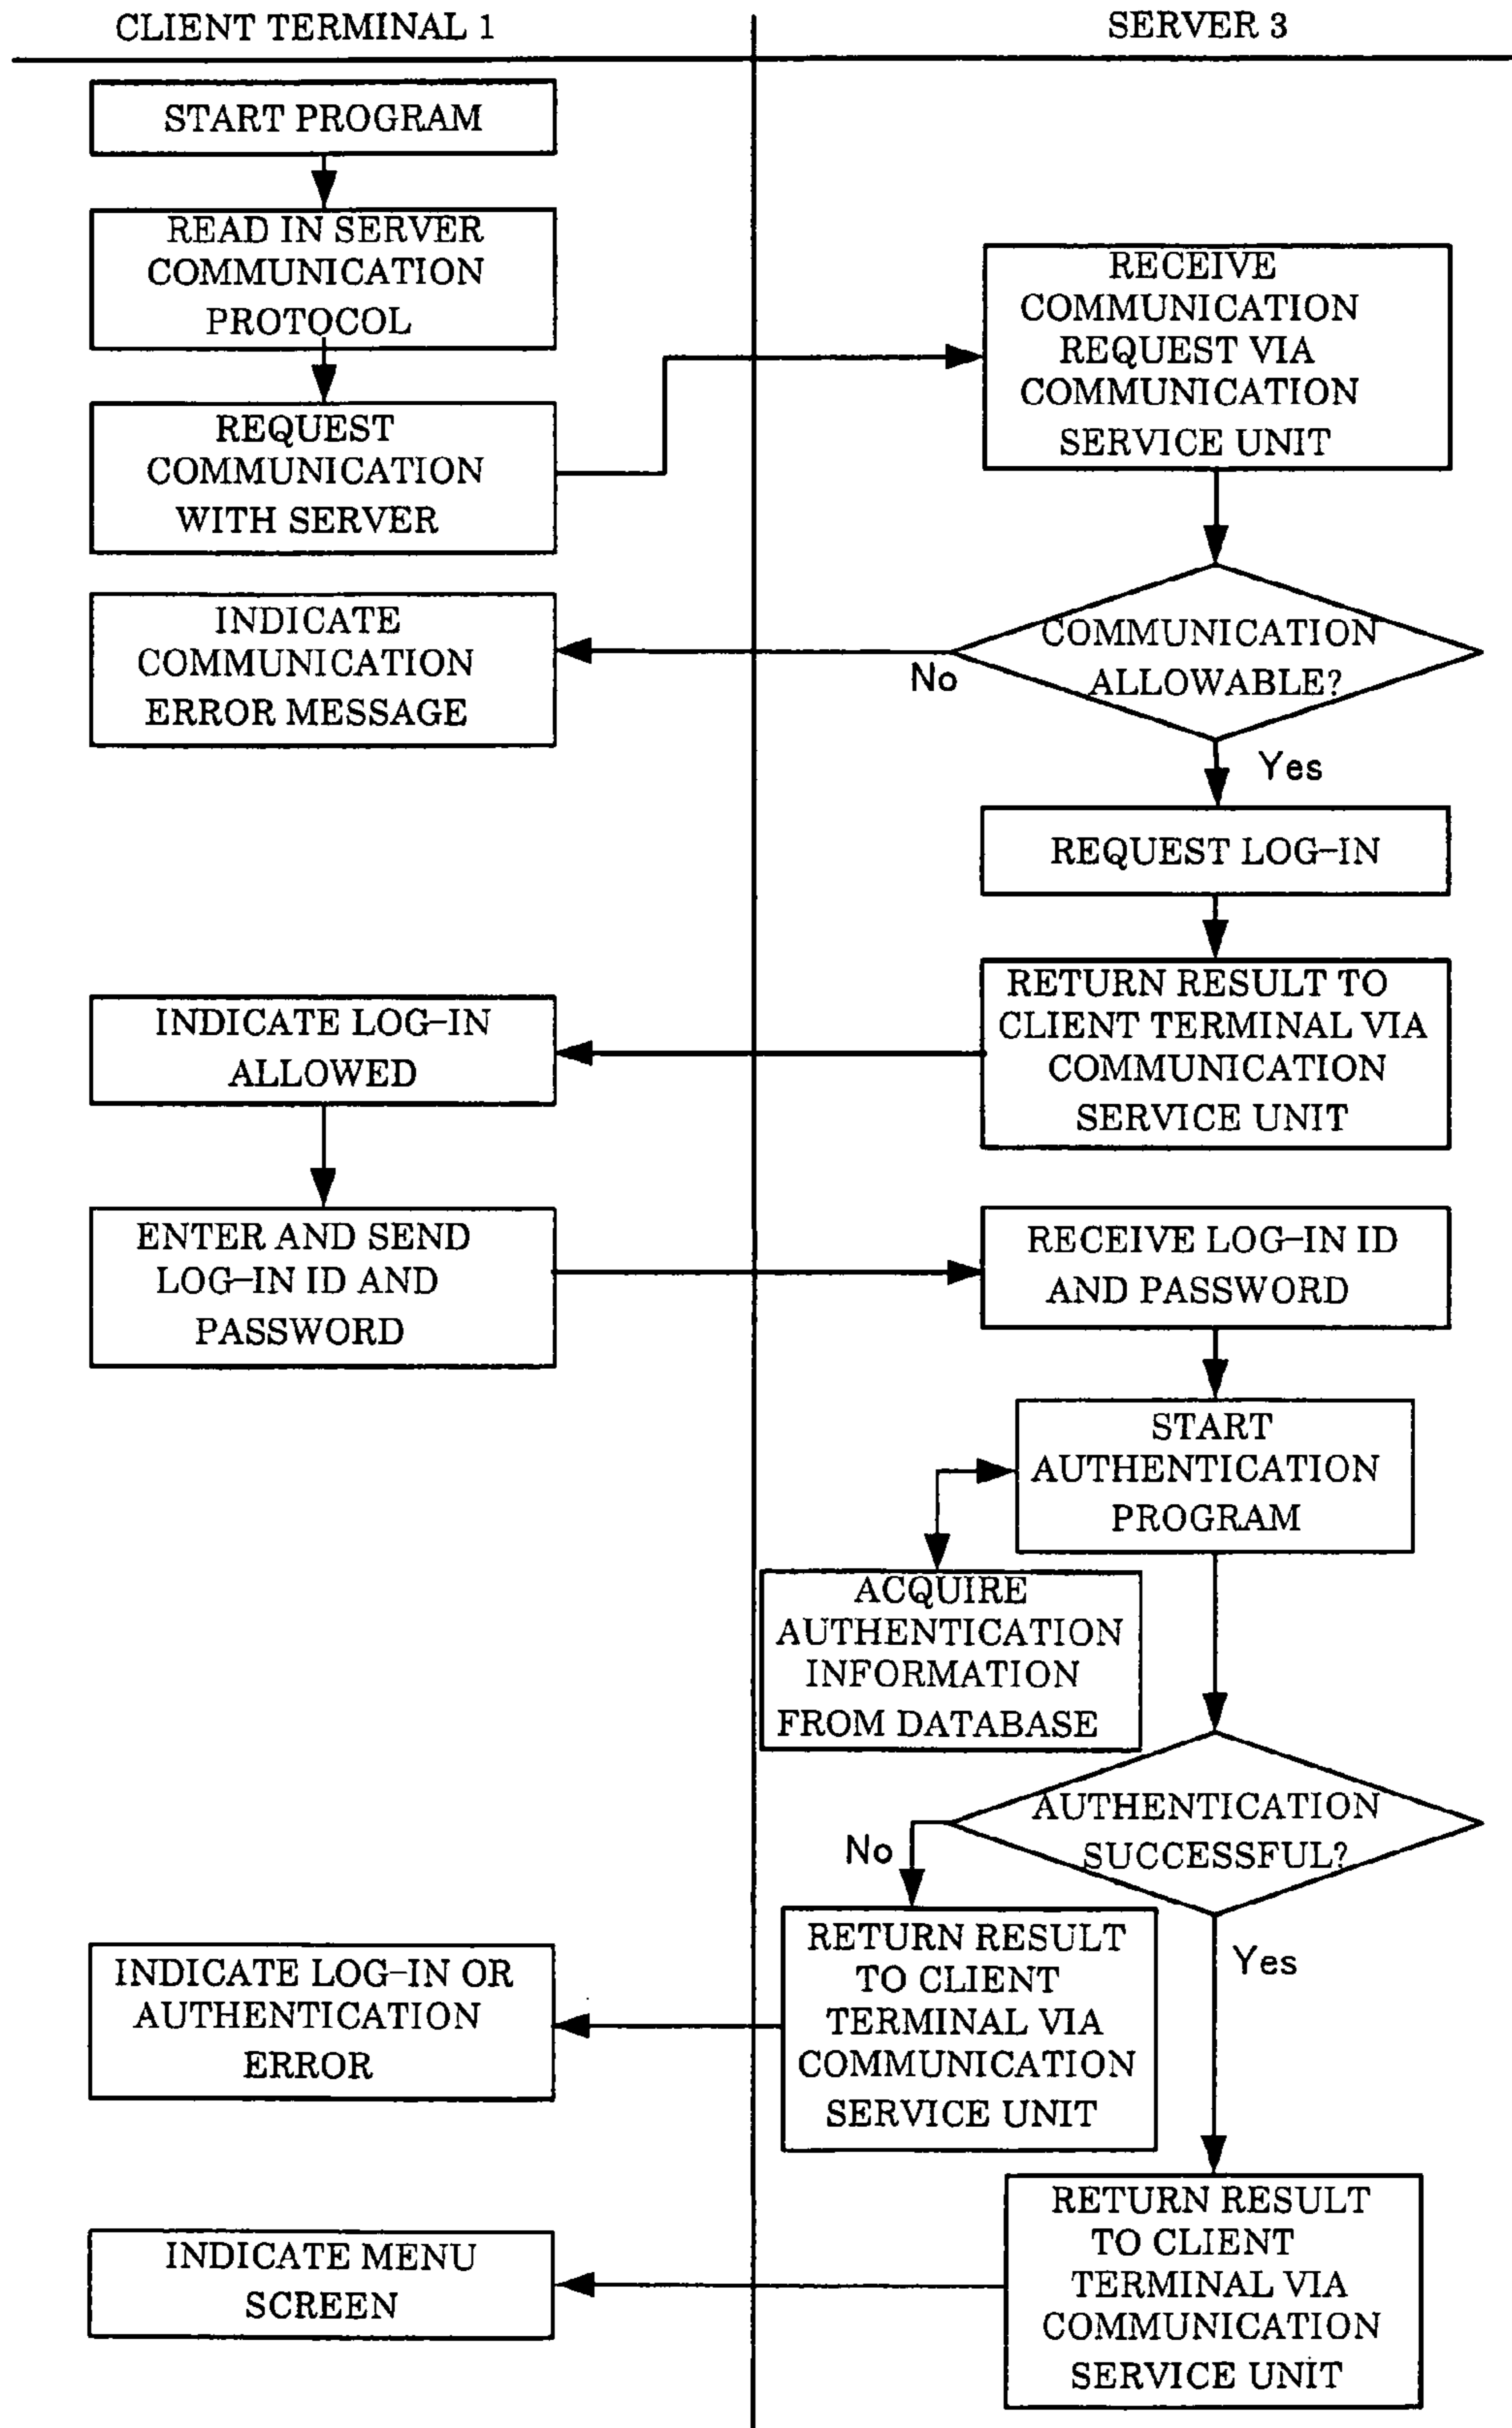 CLIENT TERMINAL 1
SERVER 3
START PROGRAM
READ IN SERVER
COMMUNICATION
PROTOCOL
RECEIVE
COMMUNICATION
REQUEST VIA
COMMUNICATION
SERVICE UNIT
REQUEST
COMMUNICATION
WITH SERVER
INDICATE
COMMUNICATION
ERROR MESSAGE
COMMUNICATION
ALLOWABLE?
No
Yes
REQUEST LOG-IN
RETURN RESULT TO
CLIENT TERMINAL VIA
COMMUNICATION
SERVICE UNIT
INDICATE LOG-IN
ALLOWED
ENTER AND SEND
LOG-IN ID AND
PASSWORD
RECEIVE LOG-IN ID
AND PASSWORD
START
AUTHENTICATION
PROGRAM
ACQUIRE
AUTHENTICATION
INFORMATION
FROM DATABASE
AUTHENTICATION
SUCCESSFUL?
No
Yes
RETURN RESULT
TO CLIENT
TERMINAL VIA
COMMUNICATION
SERVICE UNIT
INDICATE LOG-IN OR
AUTHENTICATION
ERROR
RETURN RESULT
TO CLIENT
TERMINAL VIA
COMMUNICATION
SERVICE UNIT
INDICATE MENU
SCREEN